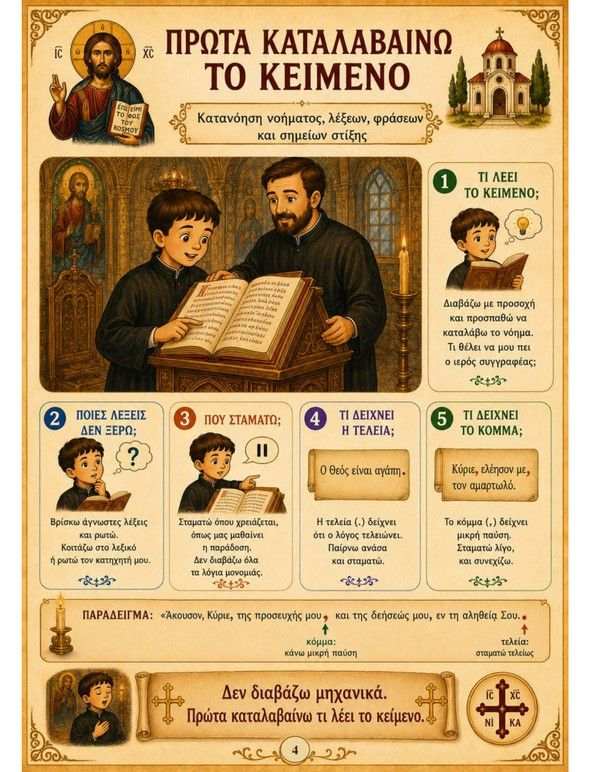 ΠΡΩΤΑ ΚΑΤΑΛΑΒΑΙΝΩ
ΤΟ ΚΕΙΜΕΝΟ
IC XC
Κατανόηση νοήματος, λέξεων, φράσεων
και σημείων στίξης
1 ΤΙ ΛΕΕΙ
ΤΟ ΚΕΙΜΕΝΟ;
Διαβάζω με προσοχή
και προσπαθώ να
καταλάβω το νόημα.
Τι θέλει να μου πει
ο ιερός συγγραφέας;
2 ΠΟΙΕΣ ΛΕΞΕΙΣ
ΔΕΝ ΞΕΡΩ;
?
Βρίσκω άγνωστες λέξεις
και ρωτώ.
Κοιτάζω στο λεξικό
ή ρωτώ τον κατηχητή μου.
3 ΠΟΥ ΣΤΑΜΑΤΩ;
Σταματώ όπου χρειάζεται,
όπως μας μαθαίνει
η παράδοση.
Δεν διαβάζω όλα
τα λόγια μονομιάς.
4 ΤΙ ΔΕΙΧΝΕΙ
Η ΤΕΛΕΙΑ;
Ο Θεός είναι αγάπη.
Η τελεία (.) δείχνει
ότι ο λόγος τελειώνει.
Παίρνω ανάσα
και σταματώ.
5 ΤΙ ΔΕΙΧΝΕΙ
ΤΟ ΚΟΜΜΑ;
Κύριε, ελέησον με,
τον αμαρτωλό.
Το κόμμα (,) δείχνει
μικρή παύση.
Σταματώ λίγο,
και συνεχίζω.
ΠΑΡΑΔΕΙΓΜΑ: «Άκουσον, Κύριε, της προσευχής μου, και της δεήσεώς μου, εν τη αληθεία Σου.
κόμμα:
κάνω μικρή παύση
τελεία:
σταματώ τελείως
Δεν διαβάζω μηχανικά.
Πρώτα καταλαβαίνω τι λέει το κείμενο.
IC XC
NI KA
4